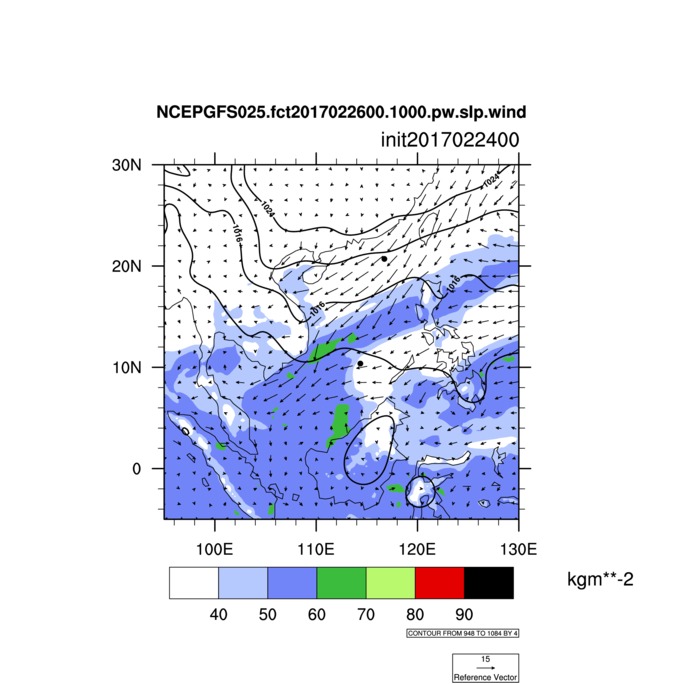 NCEPGFS025.fct2017022600.1000.pw.slp.wind
init2017022400
30N
1024
1024
1016
20N
1016
1016
10N
0
0
100E 110E 120E 130E
kgm**-2
40 50 60 70 80 90
CONTOUR FROM 948 TO 1084 BY 4
15
Reference Vector